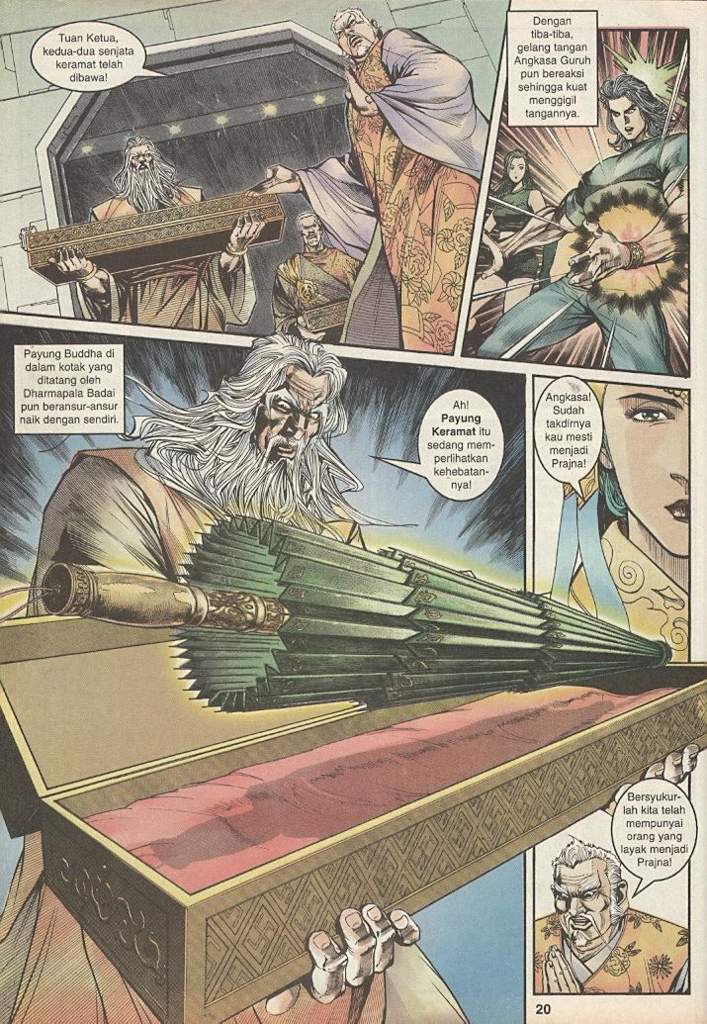 Tuan Ketua,
kedua-dua senjata
keramat telah
dibawa!
Dengan
tiba-tiba,
gelang tangan
Angkasa Guruh
pun bereaksi
sehingga kuat
menggigil
tangannya.
Payung Buddha di
dalam kotak yang
ditatang oleh
Dharmapala Badai
pun beransur-ansur
naik dengan sendiri.
Ah!
Payung
Keramat itu
sedang mem-
perlihatkan
kehebatan-
nya!
Angkasa!
Sudah
takdirnya
kau mesti
menjadi
Prajna!
Bersyukur-
lah kita telah
mempunyai
orang yang
layak menjadi
Prajna!
20